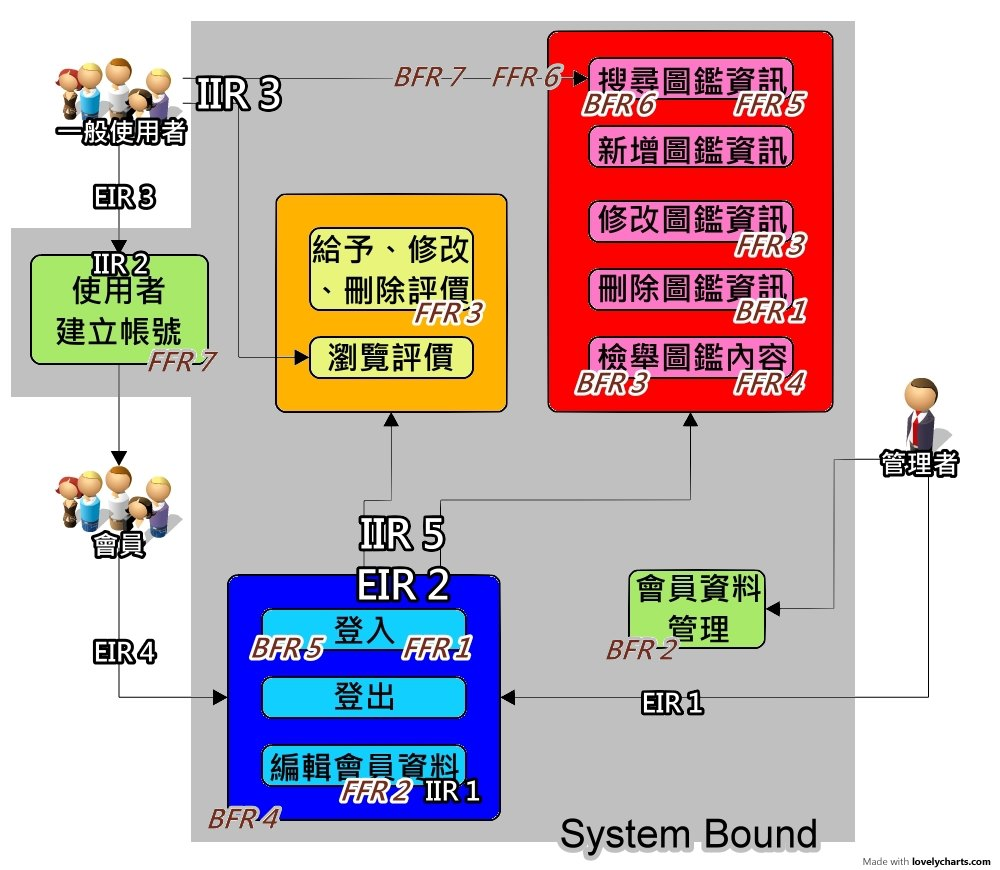 BFR 7
FFR 6
IIR 3
一般使用者
搜尋圖鑑資訊
BFR 6
FFR 5
新增圖鑑資訊
EIR 3
修改圖鑑資訊
FFR 3
給予、修改
、刪除評價
FFR 3
IIR 2
使用者
建立帳號
FFR 7
刪除圖鑑資訊
BFR 1
瀏覽評價
檢舉圖鑑內容
BFR 3
FFR 4
管理者
會員
IIR 5
EIR 2
會員資料
管理
BFR 2
登入
BFR 5
FFR 1
EIR 4
登出
EIR 1
編輯會員資料
FFR 2
IIR 1
BFR 4
System Bound
Made with lovelycharts.com